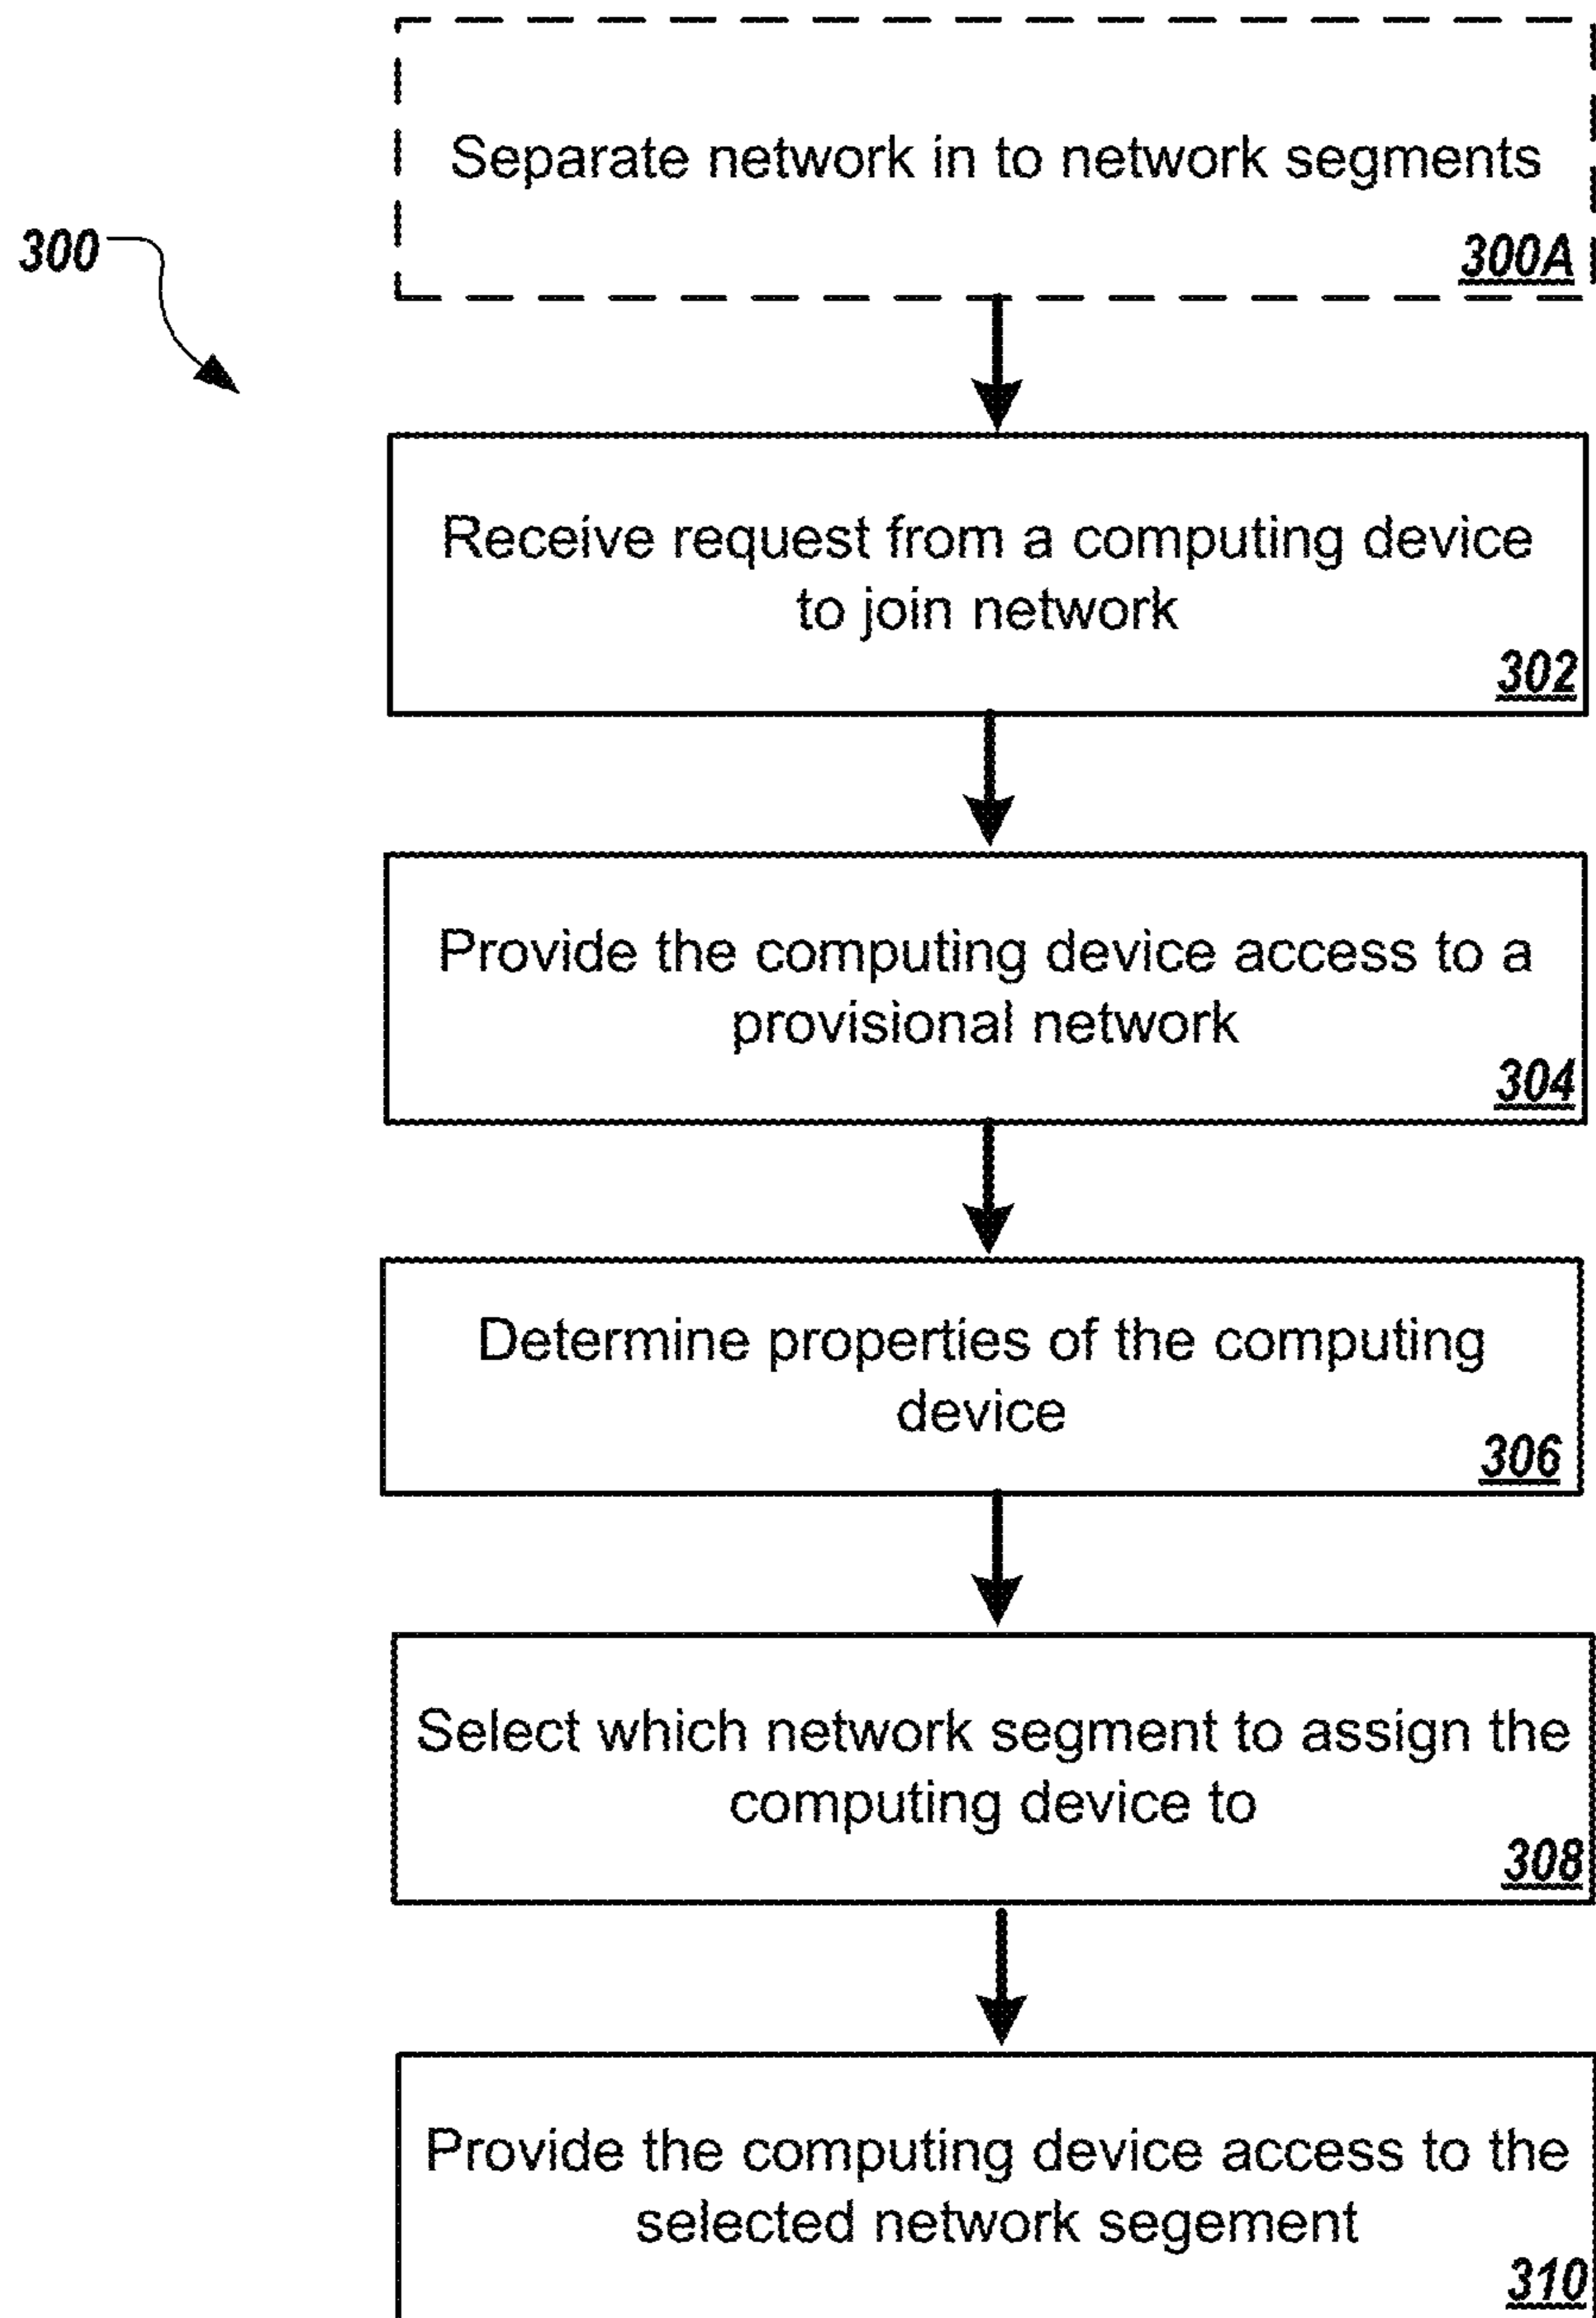 Separate network in to network segments
300A
300
Receive request from a computing device
to join network
302
Provide the computing device access to a
provisional network
304
Determine properties of the computing
device
306
Select which network segment to assign the
computing device to
308
Provide the computing device access to the
selected network segement
310